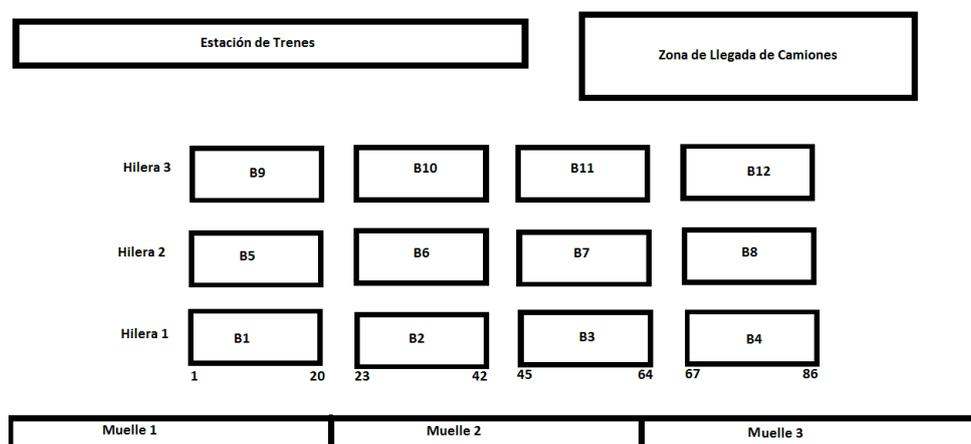 Estación de Trenes
Zona de Llegada de Camiones
Hilera 3
B9
B10
B11
B12
Hilera 2
B5
B6
B7
B8
Hilera 1
B1
B2
B3
B4
1 20 23 42 45 64 67 86
Muelle 1
Muelle 2
Muelle 3